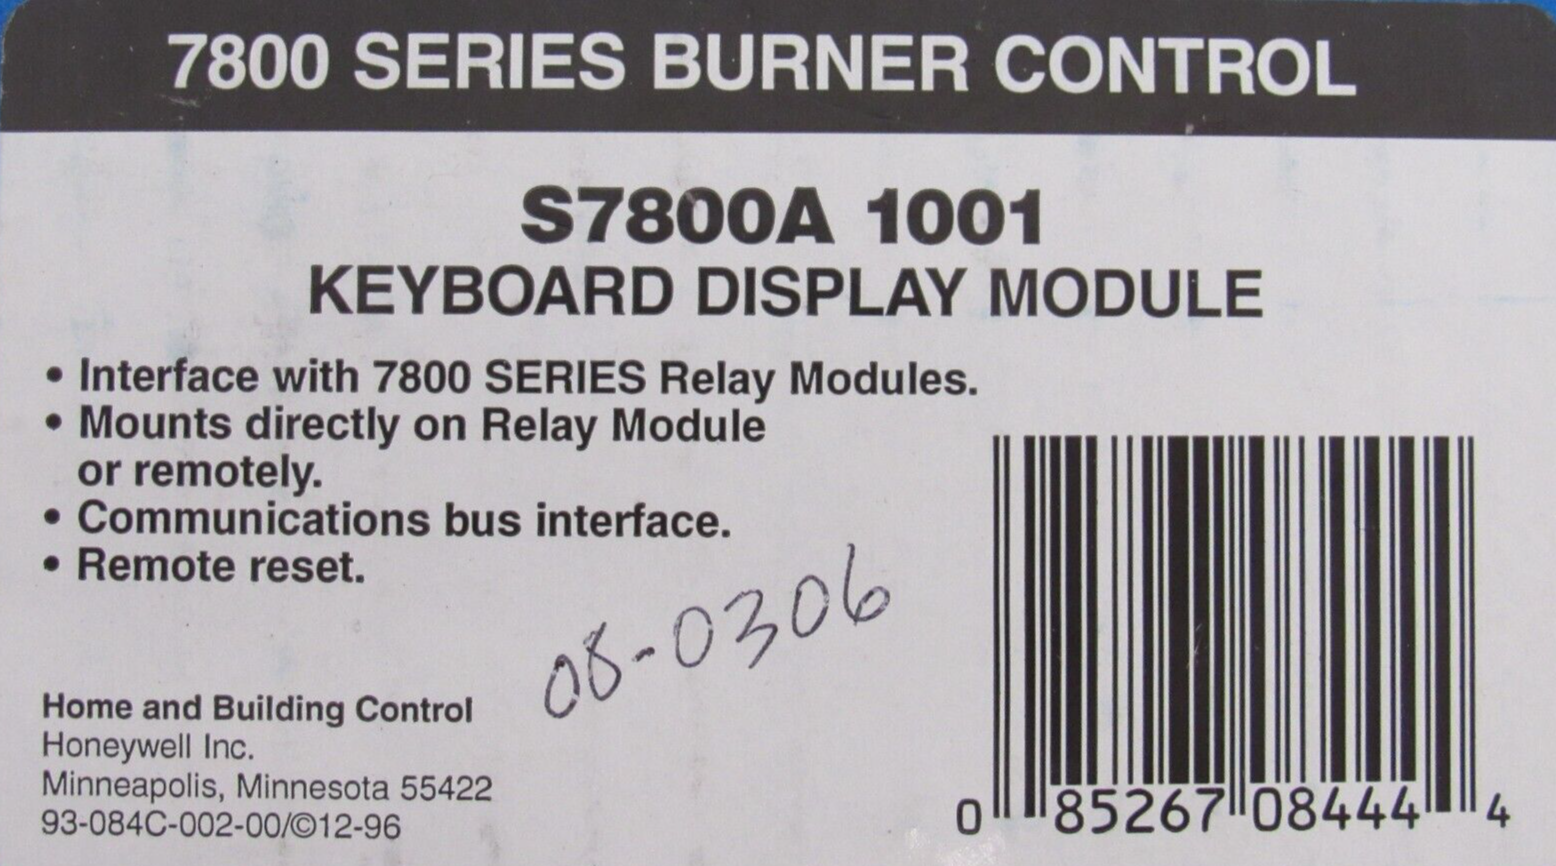 7800 SERIES BURNER CONTROL
S7800A 1001
KEYBOARD DISPLAY MODULE
• Interface with 7800 SERIES Relay Modules.
• Mounts directly on Relay Module
or remotely.
• Communications bus interface.
• Remote reset.
08-0306
Home and Building Control
Honeywell Inc.
Minneapolis, Minnesota 55422
93-084C-002-00/©12-96
0 85267 08444 4